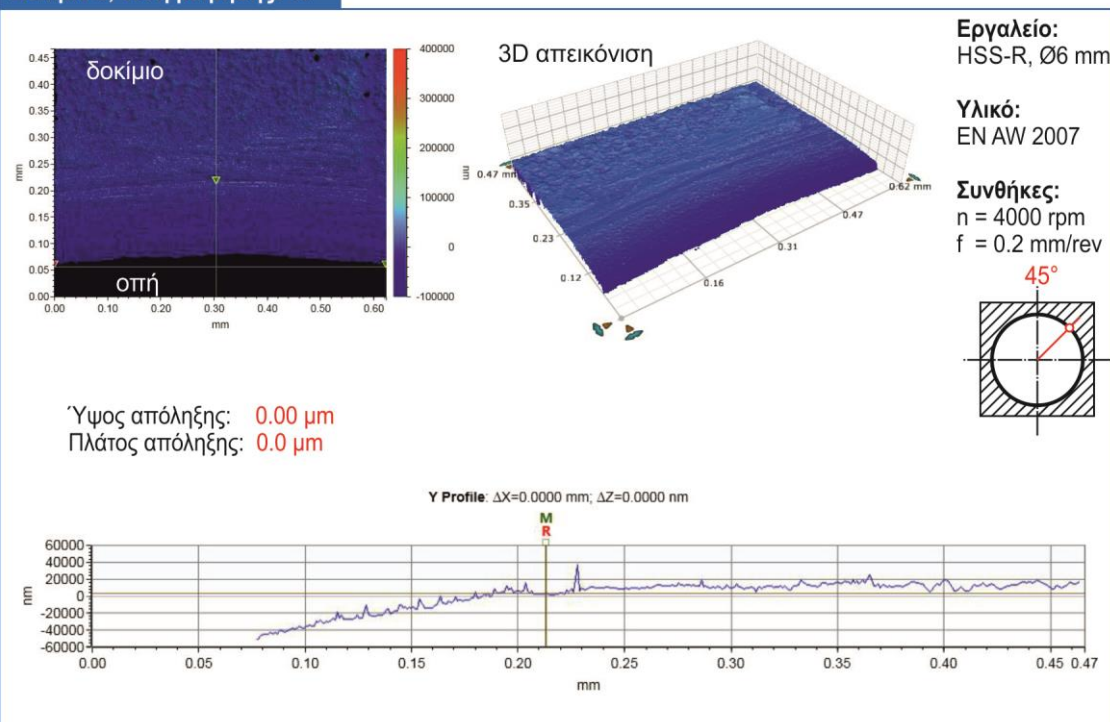 δοκίμιο
οπή
0.45
0.40
0.35
0.30
0.25
0.20
0.15
0.10
0.05
0.00
mm
0.00 0.10 0.20 0.30 0.40 0.50 0.60
mm
400000
300000
200000
100000
0
-100000
nm
3D απεικόνιση
0.47 mm
0.35
0.23
0.12
0.16
0.31
0.47
0.62 mm
Εργαλείο:
HSS-R, Ø6 mm
Υλικό:
EN AW 2007
Συνθήκες:
n = 4000 rpm
f = 0.2 mm/rev
45°
Ύψος απόληξης: 0.00 μm
Πλάτος απόληξης: 0.0 μm
Y Profile: ΔX=0.0000 mm; ΔZ=0.0000 nm
M
R
60000
40000
20000
0
-20000
-40000
-60000
nm
0.00 0.05 0.10 0.15 0.20 0.25 0.30 0.35 0.40 0.45 0.47
mm